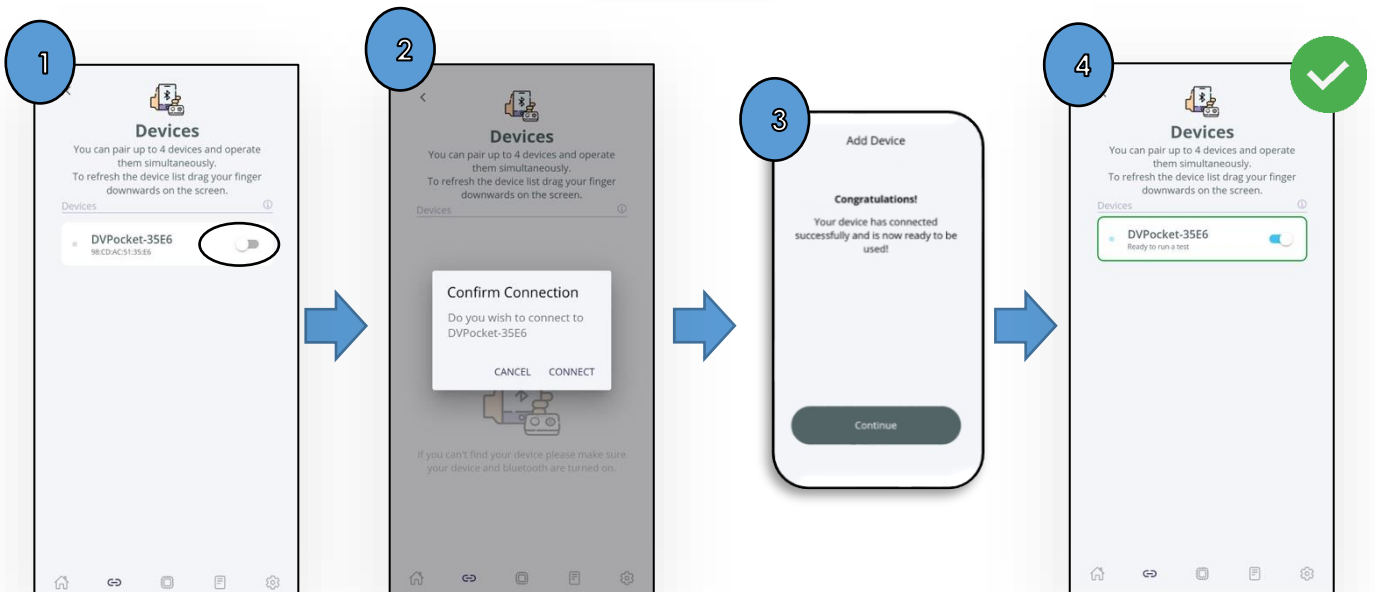 1
Devices
You can pair up to 4 devices and operate
them simultaneously.
To refresh the device list drag your finger
downwards on the screen.
Devices
DVPocket-35E6
98:CD:AC:51:35:E6
2
Devices
You can pair up to 4 devices and operate
them simultaneously.
To refresh the device list drag your finger
downwards on the screen.
Devices
Confirm Connection
Do you wish to connect to
DVPocket-35E6
CANCEL CONNECT
If you can't find your device please make sure
your device and bluetooth are turned on.
3
Add Device
Congratulations!
Your device has connected
successfully and is now ready to be
used!
Continue
4
Devices
You can pair up to 4 devices and operate
them simultaneously.
To refresh the device list drag your finger
downwards on the screen.
Devices
DVPocket-35E6
Ready to run a test